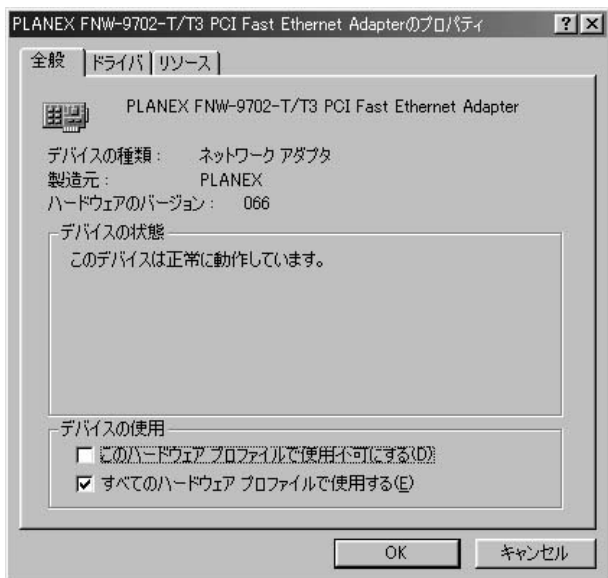 PLANEX FNW-9702-T/T3 PCI Fast Ethernet Adapterのプロパティ
全般 ドライバ リソース
PLANEX FNW-9702-T/T3 PCI Fast Ethernet Adapter
デバイスの種類: ネットワーク アダプタ
製造元: PLANEX
ハードウェアのバージョン: 066
デバイスの状態
このデバイスは正常に動作しています。
デバイスの使用
このハードウェア プロファイルで使用不可にする(D)
すべてのハードウェア プロファイルで使用する(E)
OK キャンセル